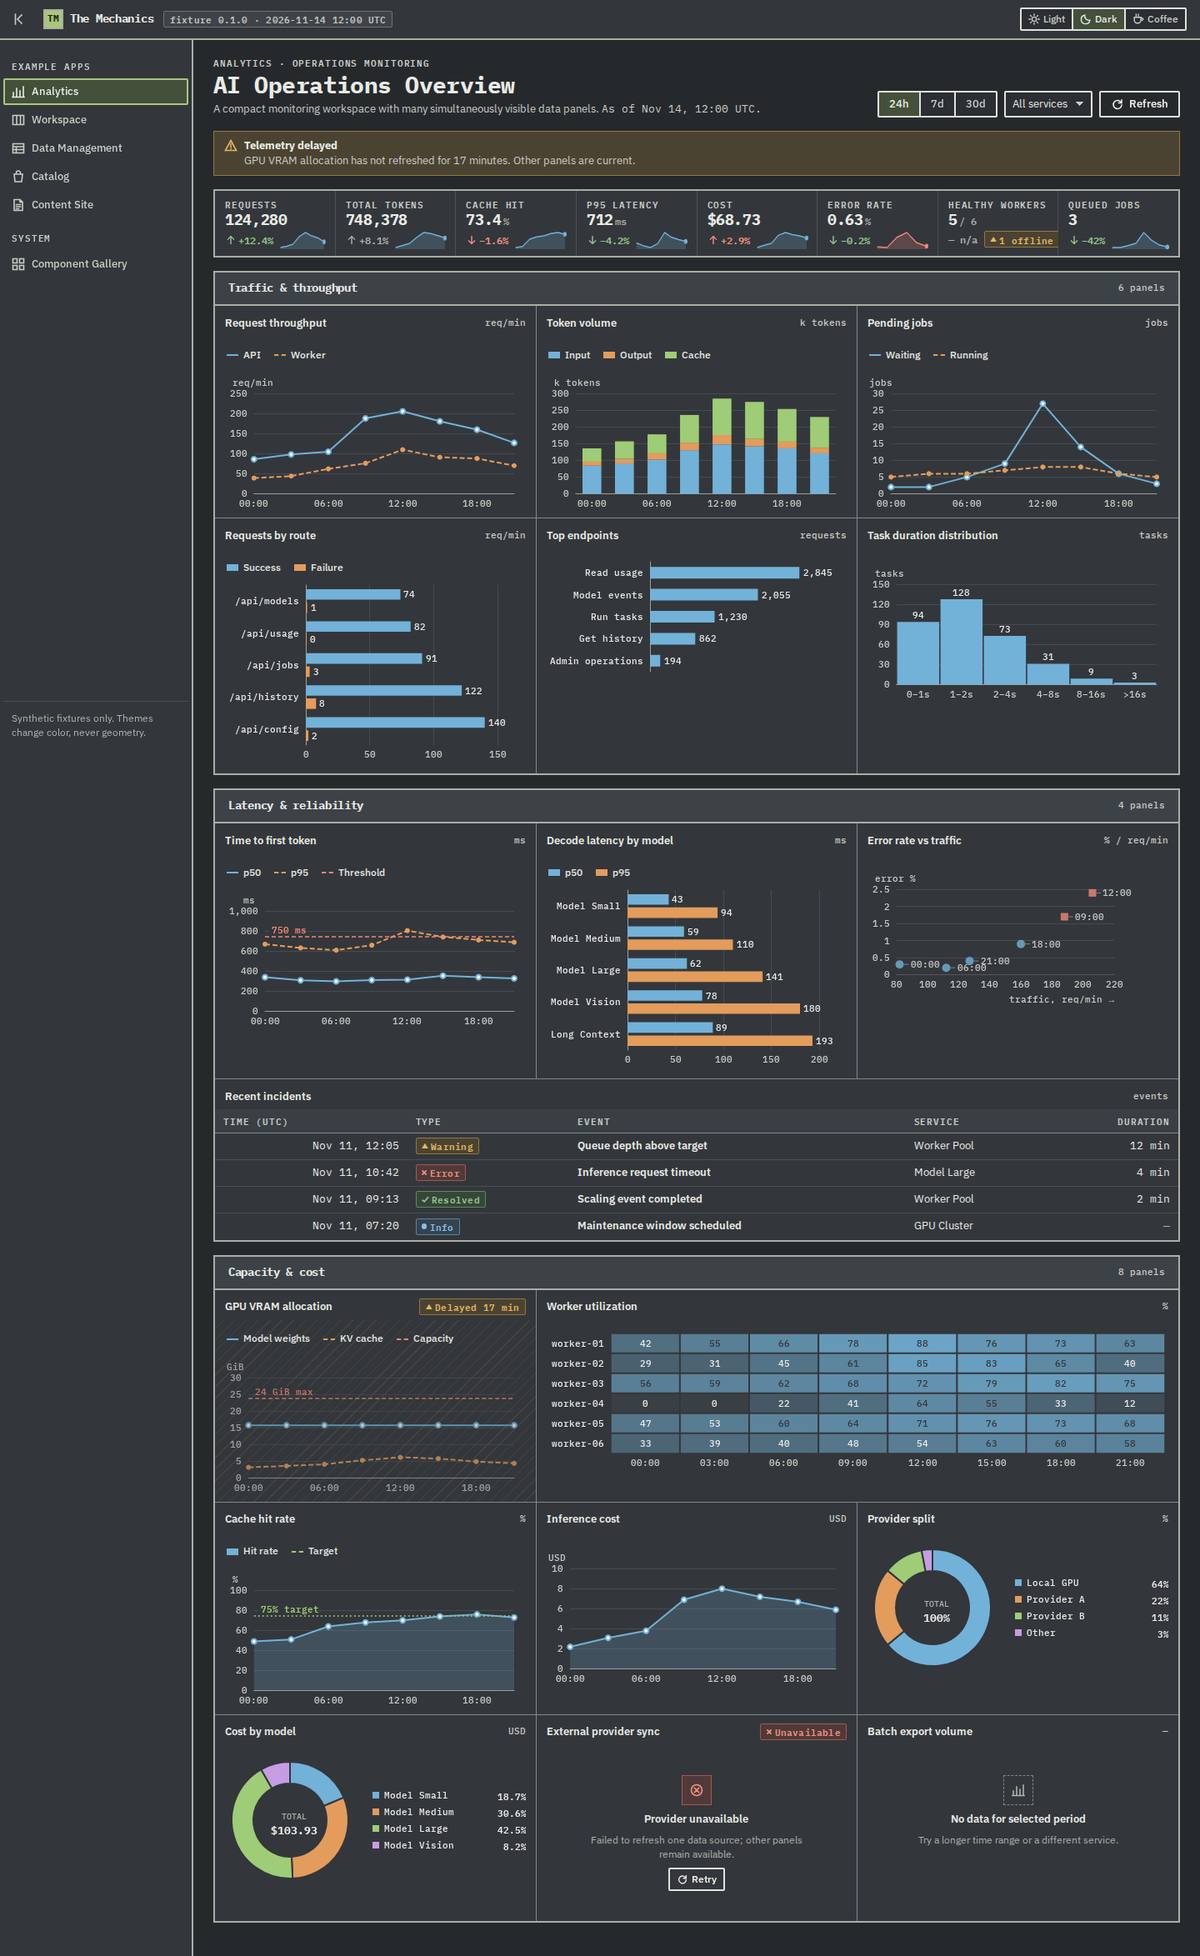 TM The Mechanics fixture 0.1.0 · 2026-11-14 12:00 UTC
Light Dark Coffee
EXAMPLE APPS
Analytics
Workspace
Data Management
Catalog
Content Site
SYSTEM
Component Gallery
Synthetic fixtures only. Themes
change color, never geometry.
ANALYTICS · OPERATIONS MONITORING
AI Operations Overview
A compact monitoring workspace with many simultaneously visible data panels. As of Nov 14, 12:00 UTC.
24h 7d 30d All services Refresh
Telemetry delayed
GPU VRAM allocation has not refreshed for 17 minutes. Other panels are current.
REQUESTS
124,280
↑ +12.4%
TOTAL TOKENS
748,378
↑ +8.1%
CACHE HIT
73.4%
↓ −1.6%
P95 LATENCY
712 ms
↓ −4.2%
COST
$68.73
↑ +2.9%
ERROR RATE
0.63%
↓ −0.2%
HEALTHY WORKERS
5 / 6
— n/a 1 offline
QUEUED JOBS
3
↓ −42%
Traffic & throughput 6 panels
Request throughput req/min
API Worker
req/min
250
200
150
100
50
0
00:00 06:00 12:00 18:00
Token volume k tokens
Input Output Cache
k tokens
300
250
200
150
100
50
0
00:00 06:00 12:00 18:00
Pending jobs jobs
Waiting Running
jobs
30
25
20
15
10
5
0
00:00 06:00 12:00 18:00
Requests by route req/min
Success Failure
/api/models 74
1
/api/usage 82
0
/api/jobs 91
3
/api/history 122
8
/api/config 140
2
0 50 100 150
Top endpoints requests
Read usage 2,845
Model events 2,055
Run tasks 1,230
Get history 862
Admin operations 194
Task duration distribution tasks
tasks
150
120
90
60
30
0
94 128 73 31 9 3
0–1s 1–2s 2–4s 4–8s 8–16s >16s
Latency & reliability 4 panels
Time to first token ms
p50 p95 Threshold
ms
1,000
800
600
400
200
0
750 ms
00:00 06:00 12:00 18:00
Decode latency by model ms
p50 p95
Model Small 43
94
Model Medium 59
110
Model Large 62
141
Model Vision 78
180
Long Context 89
193
0 50 100 150 200
Error rate vs traffic % / req/min
error %
2.5
2
1.5
1
0.5
0
12:00
09:00
18:00
21:00
00:00
06:00
80 100 120 140 160 180 200 220
traffic, req/min →
Recent incidents events
TIME (UTC) TYPE EVENT SERVICE DURATION
Nov 11, 12:05 Warning Queue depth above target Worker Pool 12 min
Nov 11, 10:42 Error Inference request timeout Model Large 4 min
Nov 11, 09:13 Resolved Scaling event completed Worker Pool 2 min
Nov 11, 07:20 Info Maintenance window scheduled GPU Cluster —
Capacity & cost 8 panels
GPU VRAM allocation Delayed 17 min
Model weights KV cache Capacity
GiB
30
25
20
15
10
5
0
24 GiB max
00:00 06:00 12:00 18:00
Worker utilization %
worker-01 42 55 66 78 88 76 73 63
worker-02 29 31 45 61 85 83 65 40
worker-03 56 59 62 68 72 79 82 75
worker-04 0 0 22 41 64 55 33 12
worker-05 47 53 60 64 71 76 73 68
worker-06 33 39 40 48 54 63 60 58
00:00 03:00 06:00 09:00 12:00 15:00 18:00 21:00
Cache hit rate %
Hit rate Target
%
100
80
60
40
20
0
75% target
00:00 06:00 12:00 18:00
Inference cost USD
USD
10
8
6
4
2
0
00:00 06:00 12:00 18:00
Provider split %
TOTAL
100%
Local GPU 64%
Provider A 22%
Provider B 11%
Other 3%
Cost by model USD
TOTAL
$103.93
Model Small 18.7%
Model Medium 30.6%
Model Large 42.5%
Model Vision 8.2%
External provider sync Unavailable
Provider unavailable
Failed to refresh one data source; other panels
remain available.
Retry
Batch export volume —
No data for selected period
Try a longer time range or a different service.